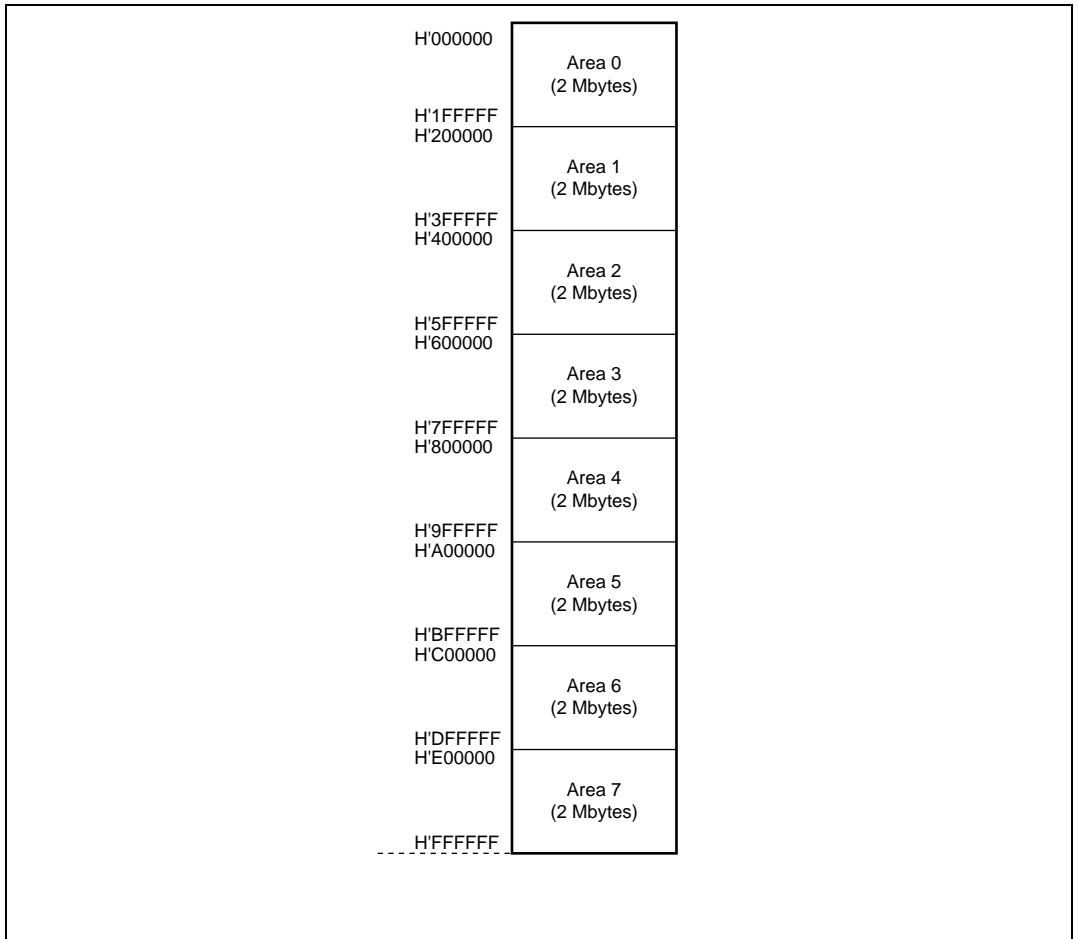 H'000000
Area 0
(2 Mbytes)
H'1FFFFF
H'200000
Area 1
(2 Mbytes)
H'3FFFFF
H'400000
Area 2
(2 Mbytes)
H'5FFFFF
H'600000
Area 3
(2 Mbytes)
H'7FFFFF
H'800000
Area 4
(2 Mbytes)
H'9FFFFF
H'A00000
Area 5
(2 Mbytes)
H'BFFFFF
H'C00000
Area 6
(2 Mbytes)
H'DFFFFF
H'E00000
Area 7
(2 Mbytes)
H'FFFFFF